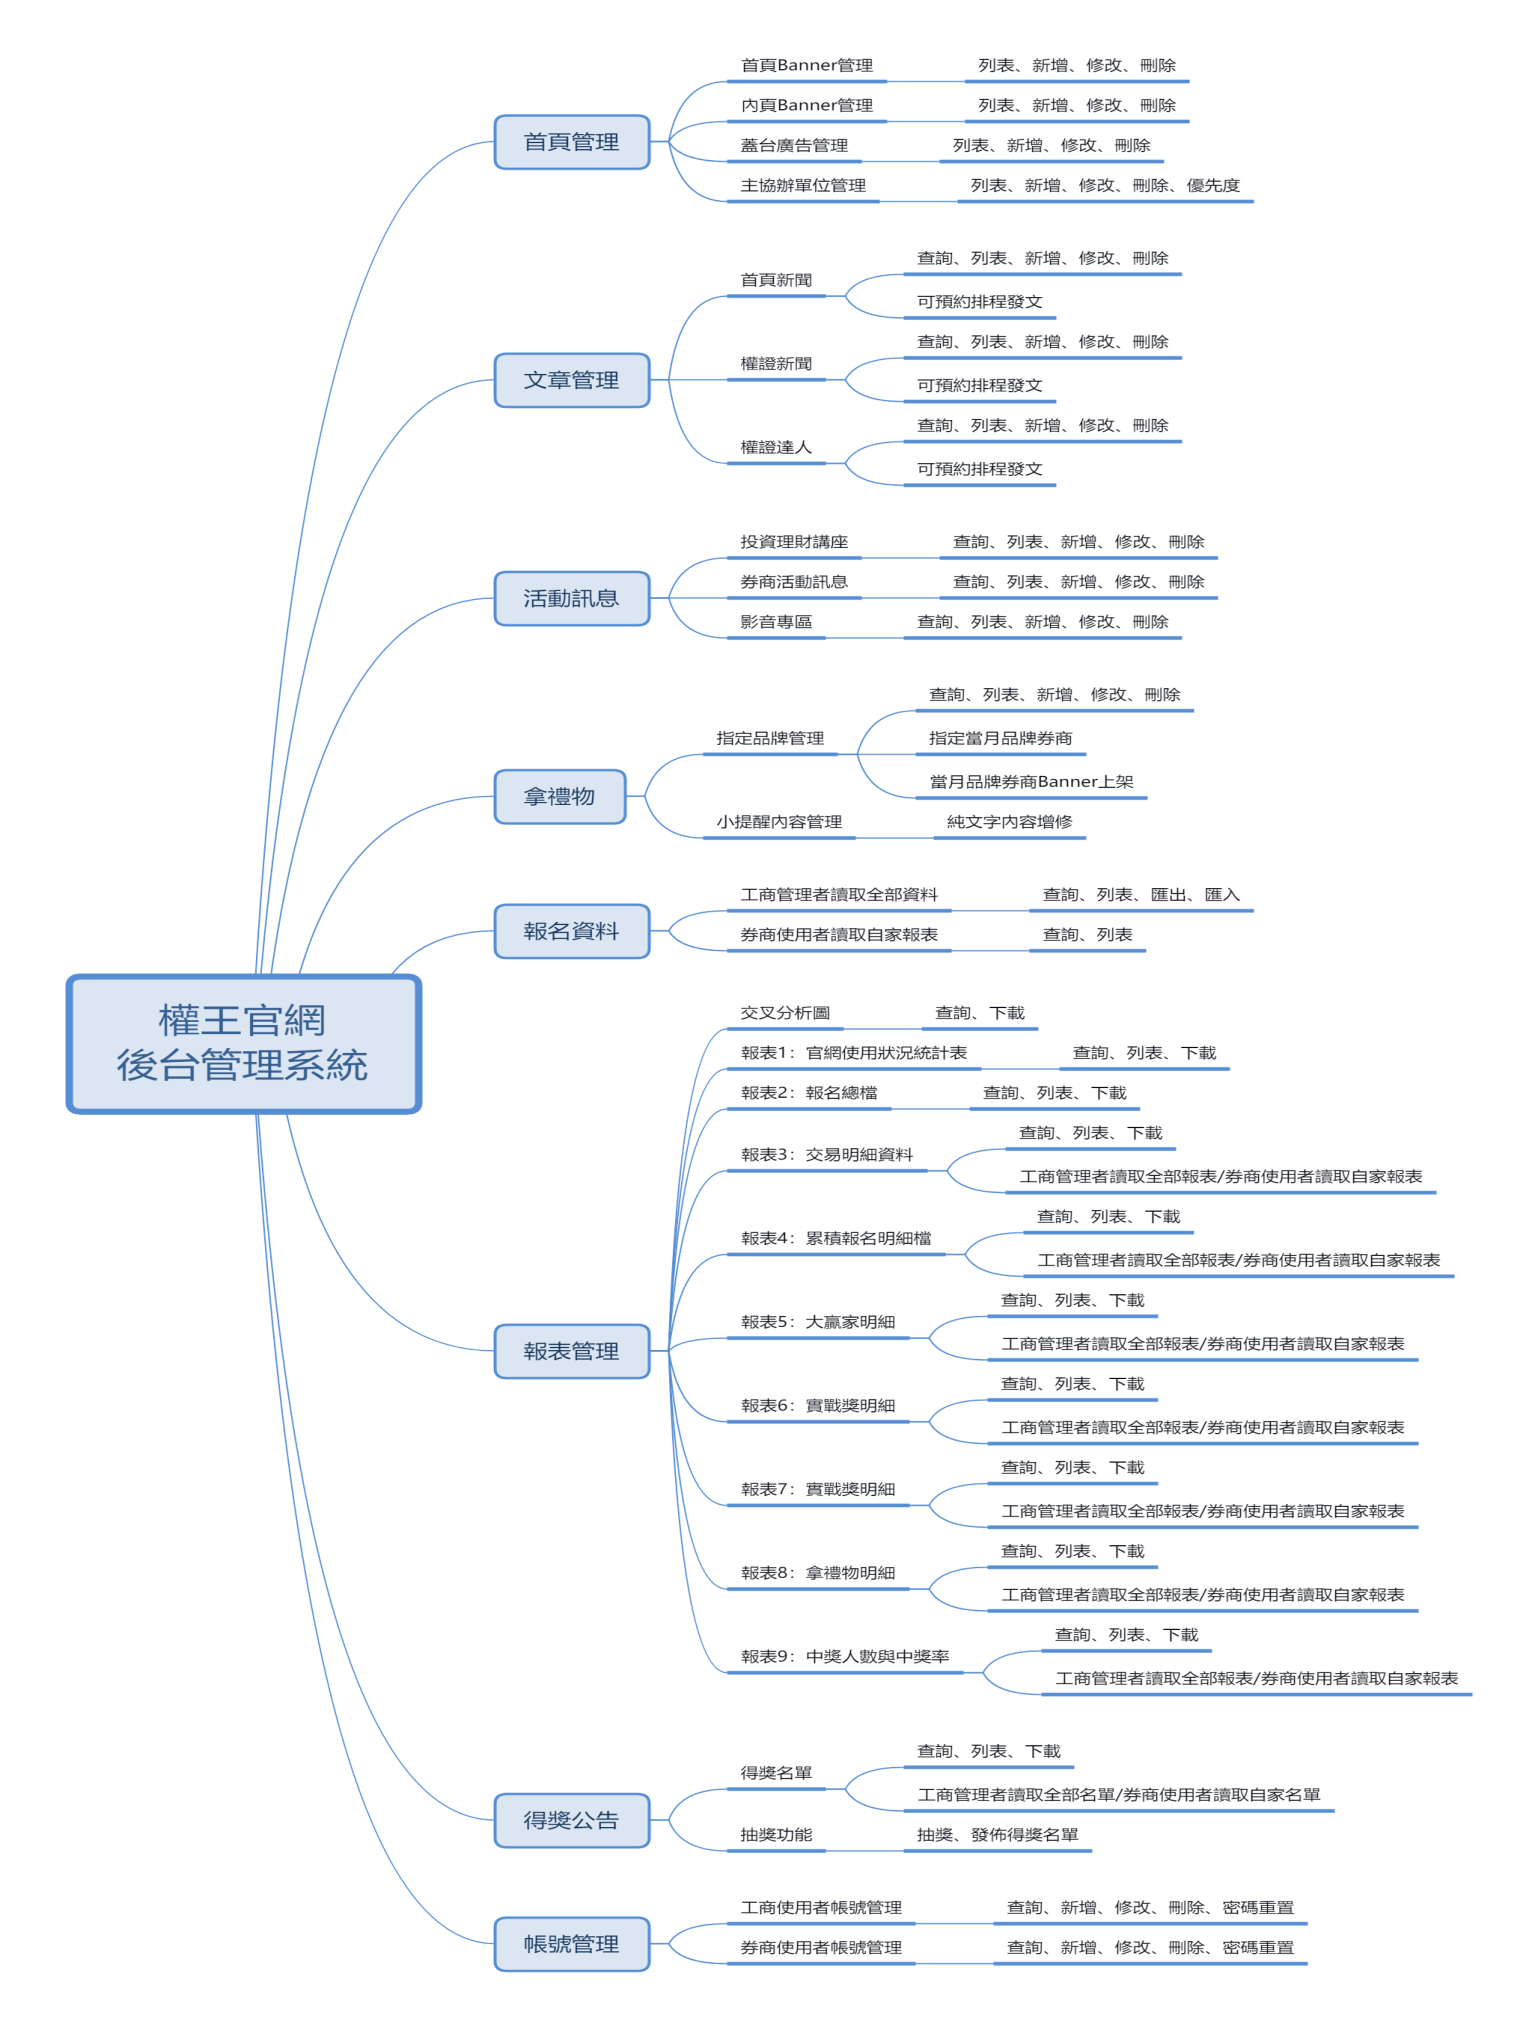 權王官網
後台管理系統
首頁管理
首頁Banner管理
列表、新增、修改、刪除
內頁Banner管理
列表、新增、修改、刪除
蓋台廣告管理
列表、新增、修改、刪除
主協辦單位管理
列表、新增、修改、刪除、優先度
文章管理
首頁新聞
查詢、列表、新增、修改、刪除
可預約排程發文
權證新聞
查詢、列表、新增、修改、刪除
可預約排程發文
權證達人
查詢、列表、新增、修改、刪除
可預約排程發文
活動訊息
投資理財講座
查詢、列表、新增、修改、刪除
券商活動訊息
查詢、列表、新增、修改、刪除
影音專區
查詢、列表、新增、修改、刪除
拿禮物
指定品牌管理
查詢、列表、新增、修改、刪除
指定當月品牌券商
當月品牌券商Banner上架
小提醒內容管理
純文字內容增修
報名資料
工商管理者讀取全部資料
查詢、列表、匯出、匯入
券商使用者讀取自家報表
查詢、列表
報表管理
交叉分析圖
查詢、下載
報表1：官網使用狀況統計表
查詢、列表、下載
報表2：報名總檔
查詢、列表、下載
報表3：交易明細資料
查詢、列表、下載
工商管理者讀取全部報表/券商使用者讀取自家報表
報表4：累積報名明細檔
查詢、列表、下載
工商管理者讀取全部報表/券商使用者讀取自家報表
報表5：大贏家明細
查詢、列表、下載
工商管理者讀取全部報表/券商使用者讀取自家報表
報表6：實戰獎明細
查詢、列表、下載
工商管理者讀取全部報表/券商使用者讀取自家報表
報表7：實戰獎明細
查詢、列表、下載
工商管理者讀取全部報表/券商使用者讀取自家報表
報表8：拿禮物明細
查詢、列表、下載
工商管理者讀取全部報表/券商使用者讀取自家報表
報表9：中獎人數與中獎率
查詢、列表、下載
工商管理者讀取全部報表/券商使用者讀取自家報表
得獎公告
得獎名單
查詢、列表、下載
工商管理者讀取全部名單/券商使用者讀取自家名單
抽獎功能
抽獎、發佈得獎名單
帳號管理
工商使用者帳號管理
查詢、新增、修改、刪除、密碼重置
券商使用者帳號管理
查詢、新增、修改、刪除、密碼重置